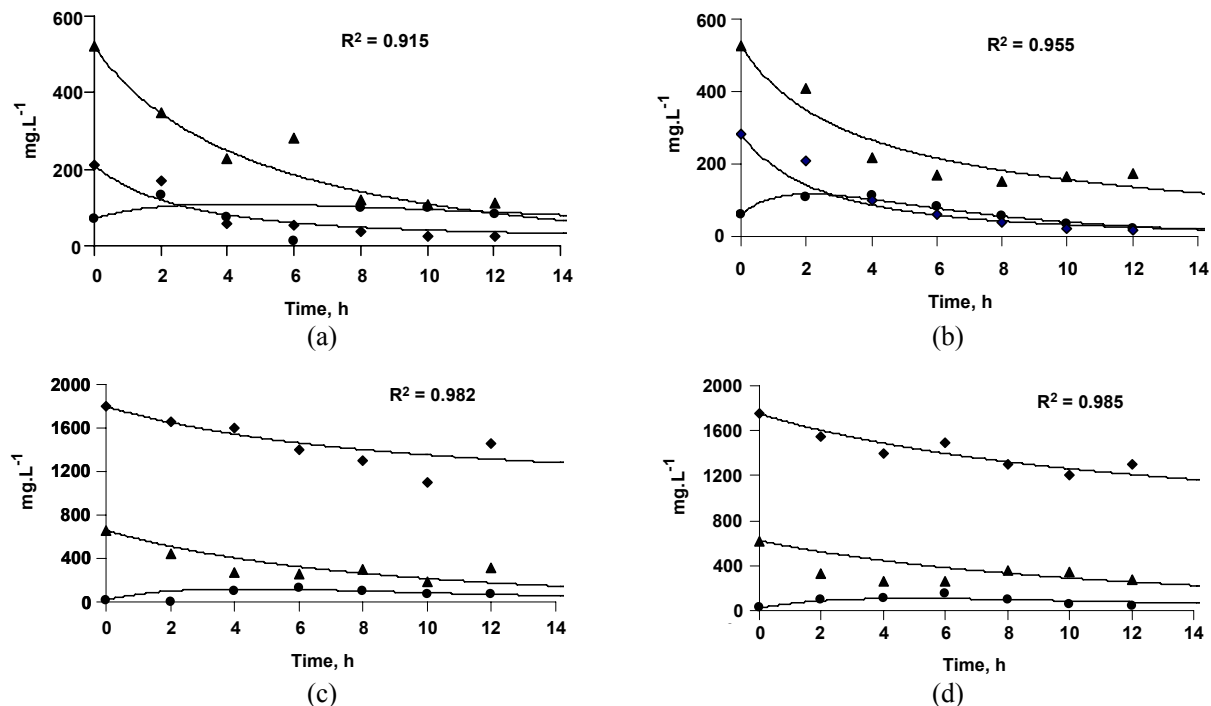 600
400
200
0
mg.L⁻¹
R² = 0.915
0 2 4 6 8 10 12 14
Time, h
(a)
600
400
200
0
mg.L⁻¹
R² = 0.955
0 2 4 6 8 10 12 14
Time, h
(b)
2000
1600
1200
800
400
0
mg.L⁻¹
R² = 0.982
0 2 4 6 8 10 12 14
Time, h
(c)
2000
1600
1200
800
400
0
mg.L⁻¹
R² = 0.985
0 2 4 6 8 10 12 14
Time, h
(d)